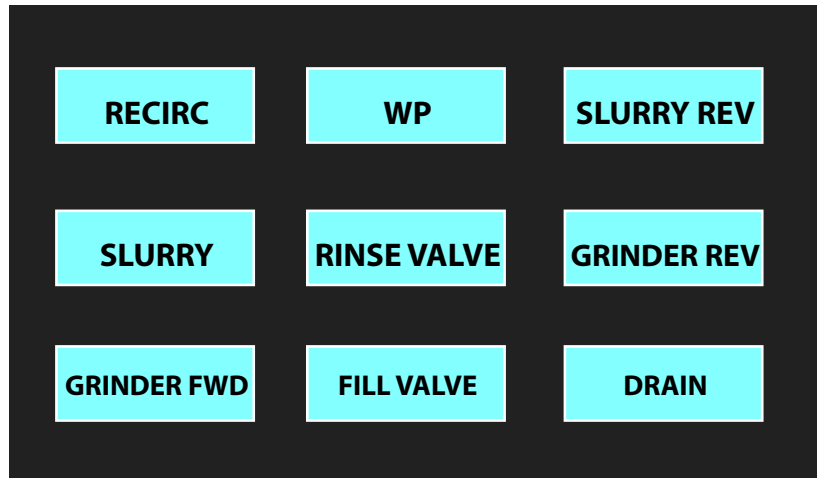 RECIRC
WP
SLURRY REV
SLURRY
RINSE VALVE
GRINDER REV
GRINDER FWD
FILL VALVE
DRAIN